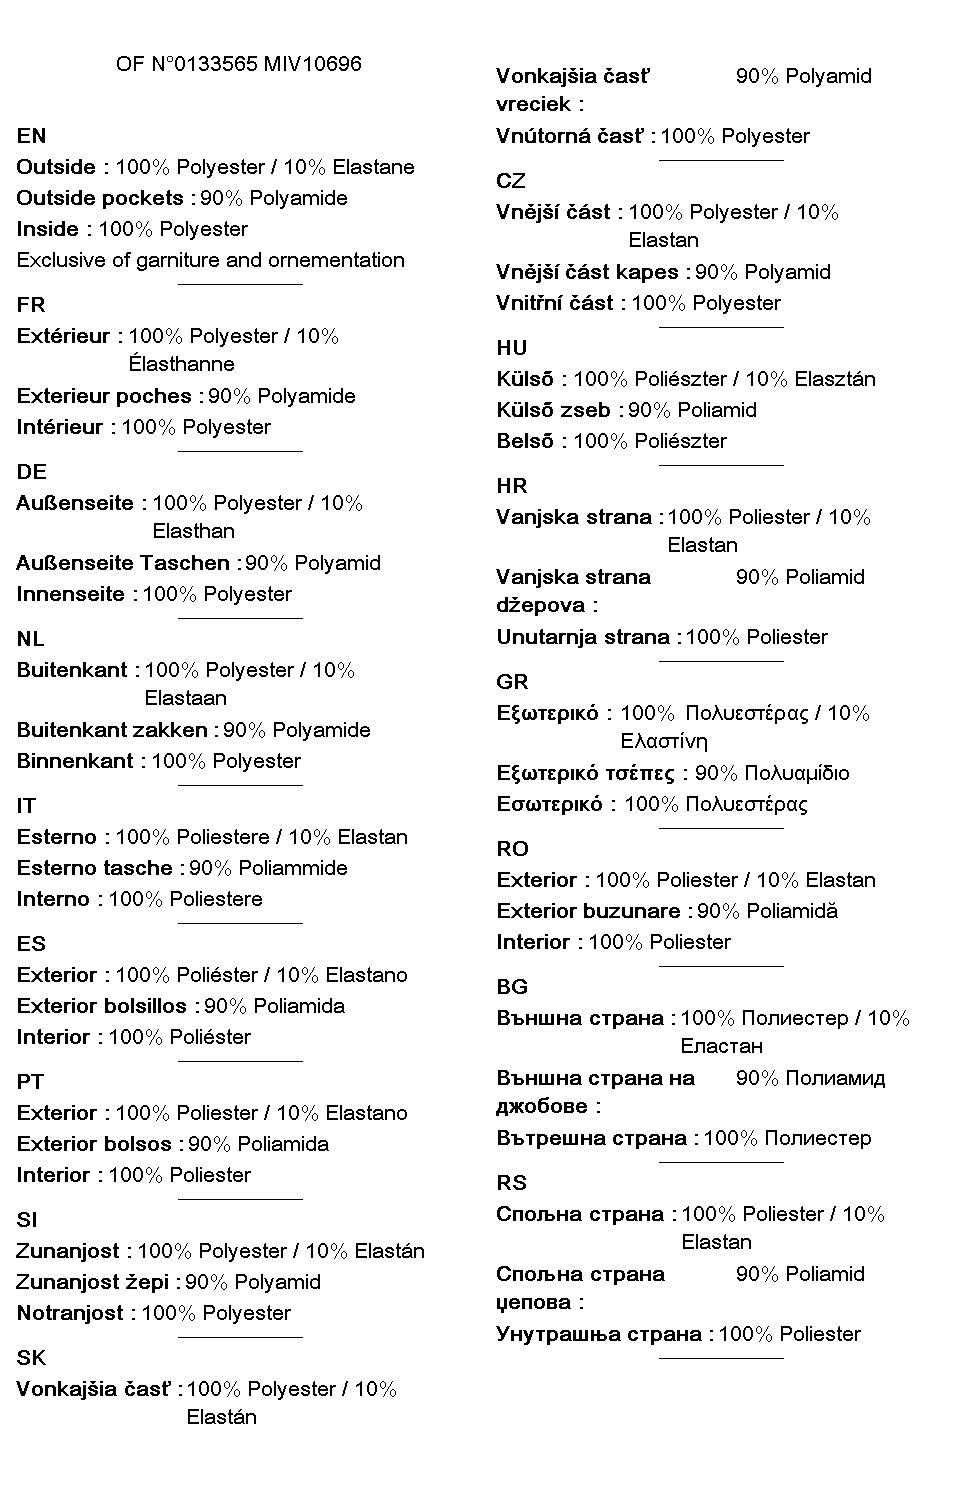 OF N°0133565 MIV10696
EN
Outside : 100% Polyester / 10% Elastane
Outside pockets : 90% Polyamide
Inside : 100% Polyester
Exclusive of garniture and ornementation
FR
Extérieur : 100% Polyester / 10%
Élasthanne
Exterieur poches : 90% Polyamide
Intérieur : 100% Polyester
DE
Außenseite : 100% Polyester / 10%
Elasthan
Außenseite Taschen : 90% Polyamid
Innenseite : 100% Polyester
NL
Buitenkant : 100% Polyester / 10%
Elastaan
Buitenkant zakken : 90% Polyamide
Binnenkant : 100% Polyester
IT
Esterno : 100% Poliestere / 10% Elastan
Esterno tasche : 90% Poliammide
Interno : 100% Poliestere
ES
Exterior : 100% Poliéster / 10% Elastano
Exterior bolsillos : 90% Poliamida
Interior : 100% Poliéster
PT
Exterior : 100% Poliester / 10% Elastano
Exterior bolsos : 90% Poliamida
Interior : 100% Poliester
SI
Zunanjost : 100% Polyester / 10% Elastán
Zunanjost žepi : 90% Polyamid
Notranjost : 100% Polyester
SK
Vonkajšia časť : 100% Polyester / 10%
Elastán
Vonkajšia časť 90% Polyamid
vreciek :
Vnútorná časť : 100% Polyester
CZ
Vnější část : 100% Polyester / 10%
Elastan
Vnější část kapes : 90% Polyamid
Vnitřní část : 100% Polyester
HU
Külső : 100% Poliészter / 10% Elasztán
Külső zseb : 90% Poliamid
Belső : 100% Poliészter
HR
Vanjska strana : 100% Poliester / 10%
Elastan
Vanjska strana 90% Poliamid
džepova :
Unutarnja strana : 100% Poliester
GR
Εξωτερικό : 100% Πολυεστέρας / 10%
Ελαστίνη
Εξωτερικό τσέπες : 90% Πολυαμίδιο
Εσωτερικό : 100% Πολυεστέρας
RO
Exterior : 100% Poliester / 10% Elastan
Exterior buzunare : 90% Poliamidă
Interior : 100% Poliester
BG
Външна страна : 100% Полиестер / 10%
Еластан
Външна страна на 90% Полиамид
джобове :
Вътрешна страна : 100% Полиестер
RS
Спољна страна : 100% Poliester / 10%
Elastan
Спољна страна 90% Poliamid
џепова :
Унутрашња страна : 100% Poliester